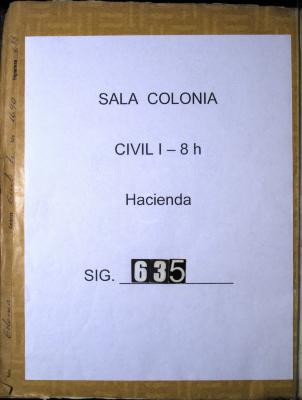 SALA COLONIA
CIVIL I – 8 h
Hacienda
SIG. 635